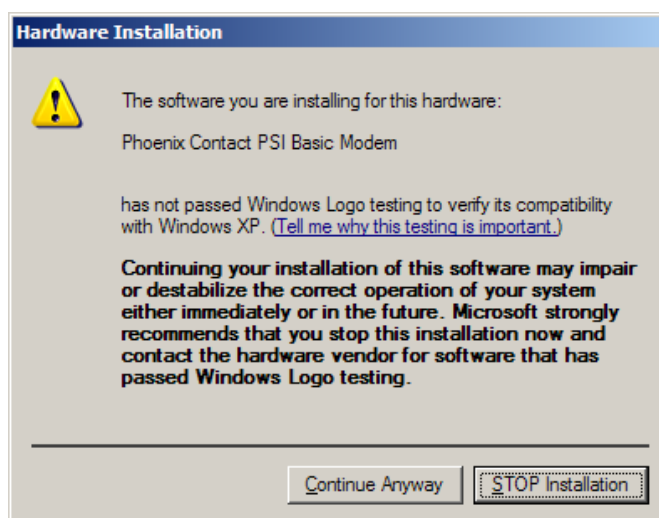 Hardware Installation
The software you are installing for this hardware:
Phoenix Contact PSI Basic Modem
has not passed Windows Logo testing to verify its compatibility
with Windows XP. (Tell me why this testing is important.)
Continuing your installation of this software may impair
or destabilize the correct operation of your system
either immediately or in the future. Microsoft strongly
recommends that you stop this installation now and
contact the hardware vendor for software that has
passed Windows Logo testing.
Continue Anyway
STOP Installation